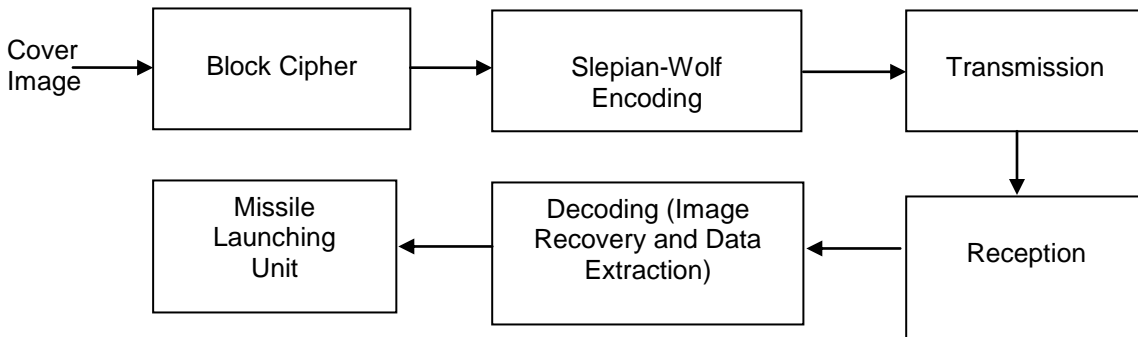 Cover
Image
Block Cipher
Slepian-Wolf
Encoding
Transmission
Missile
Launching
Unit
Decoding (Image
Recovery and Data
Extraction)
Reception